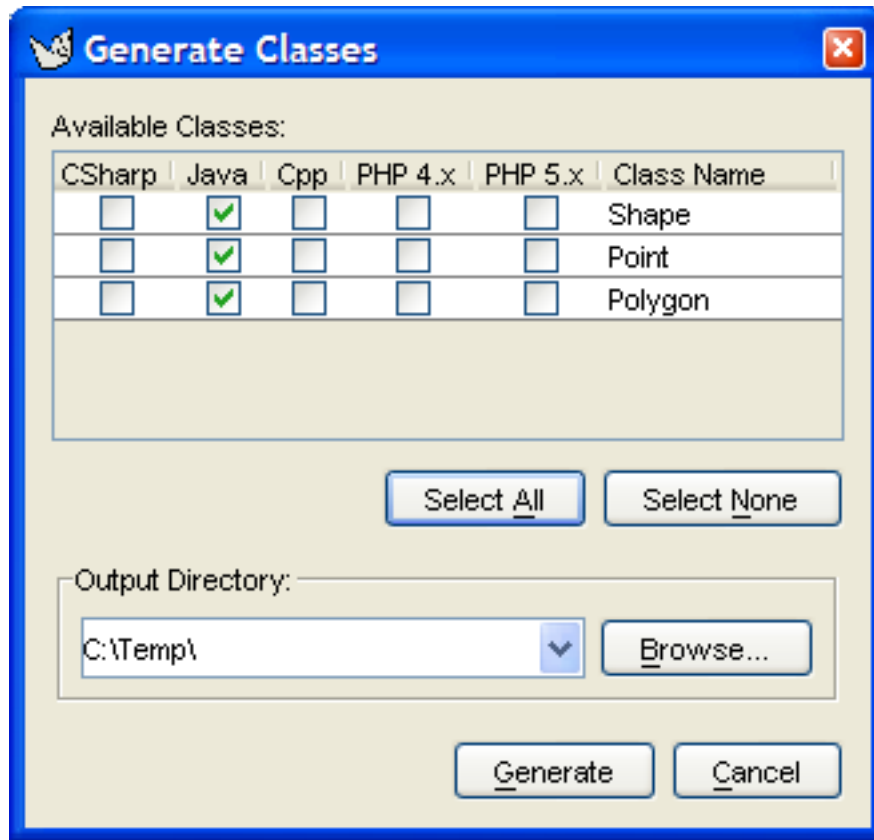 Generate Classes
Available Classes:
CSharp Java Cpp PHP 4.x PHP 5.x Class Name
Shape
Point
Polygon
Select All Select None
Output Directory:
C:\Temp\ Browse...
Generate Cancel